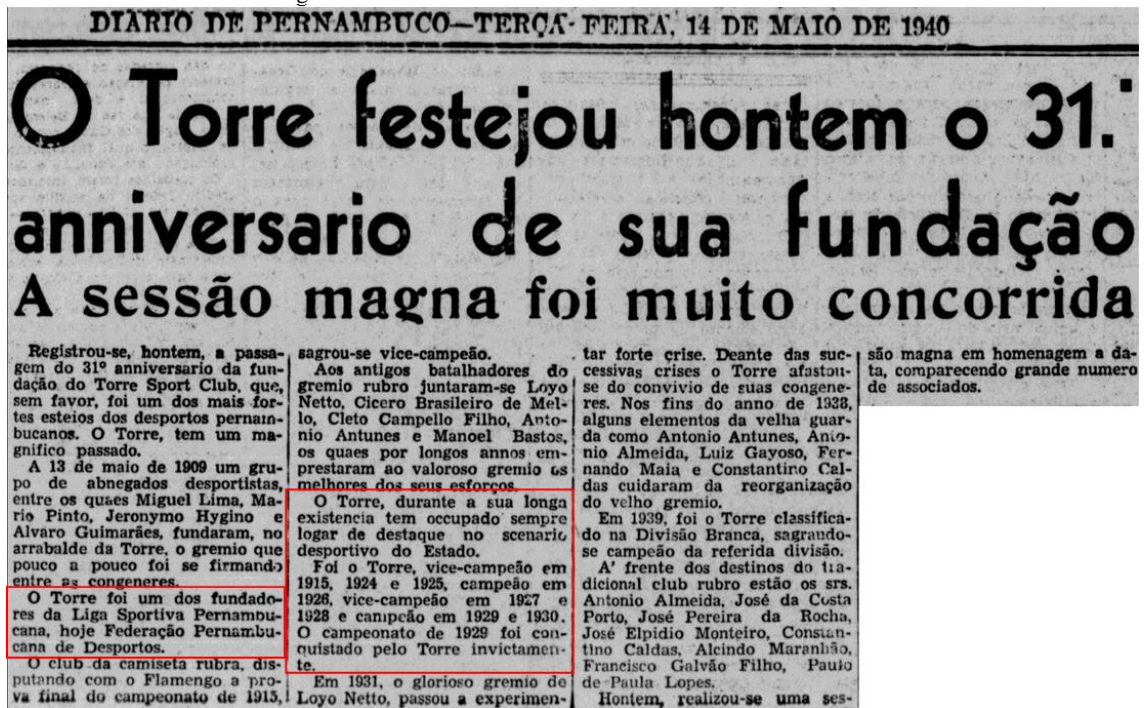 DIARIO DE PERNAMBUCO—TERÇA-FEIRA, 14 DE MAIO DE 1940
O Torre festejou hontem o 31.°
anniversario de sua fundação
A sessão magna foi muito concorrida
Registrou-se, hontem, a passa-
gem do 31º anniversario da fun-
dação do Torre Sport Club, que,
sem favor, foi um dos mais for-
tes esteios dos desportos pernam-
bucanos. O Torre, tem um ma-
gnifico passado.
A 13 de maio de 1909 um gru-
po de abnegados desportistas,
entre os quaes Miguel Lima, Ma-
rio Pinto, Jeronymo Hygino e
Alvaro Guimarães, fundaram, no
arrabalde da Torre, o gremio que
pouco a pouco foi se firmando
entre as congeneres.
O Torre foi um dos fundado-
res da Liga Sportiva Pernambu-
cana, hoje Federação Pernambu-
cana de Desportos.
O club da camiseta rubra, dis-
putando com o Flamengo a pro-
va final do campeonato de 1915,
sagrou-se vice-campeão.
Aos antigos batalhadores do
gremio rubro juntaram-se Loyo
Netto, Cicero Brasileiro de Mel-
lo, Cleto Campello Filho, Anto-
nio Antunes e Manoel Bastos,
os quaes por longos annos em-
prestaram ao valoroso gremio os
melhores dos seus esforços.
O Torre, durante a sua longa
existencia tem occupado sempre
logar de destaque no scenario
desportivo do Estado.
Foi o Torre, vice-campeão em
1915, 1924 e 1925, campeão em
1926, vice-campeão em 1927 e
1928 e campeão em 1929 e 1930.
O campeonato de 1929 foi con-
quistado pelo Torre invictamen-
te.
Em 1931, o glorioso gremio de
Loyo Netto, passou a experimen-
tar forte crise. Deante das suc-
cessivas crises o Torre afastou-
se do convivio de suas congene-
res. Nos fins do anno de 1938,
alguns elementos da velha guar-
da como Antonio Antunes, Anto-
nio Almeida, Luiz Gayoso, Fer-
nando Maia e Constantino Cal-
das cuidaram da reorganização
do velho gremio.
Em 1939, foi o Torre classifica-
do na Divisão Branca, sagrando-
se campeão da referida divisão.
A' frente dos destinos do tra-
dicional club rubro estão os srs.
Antonio Almeida, José da Costa
Porto, José Pereira da Rocha,
José Elpidio Monteiro, Constan-
tino Caldas, Alcindo Maranhão,
Francisco Galvão Filho, Paulo
de Paula Lopes.
Hontem, realizou-se uma ses-
são magna em homenagem a da-
ta, comparecendo grande numero
de associados.